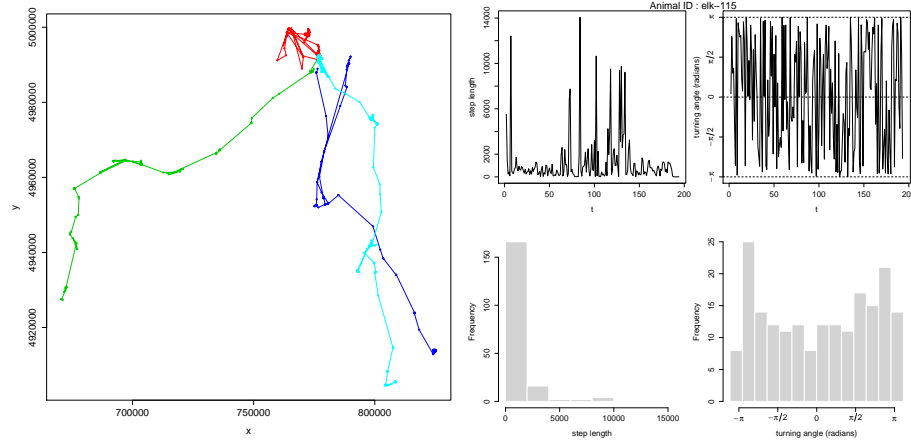 Animal ID : elk−115
5000000
4980000
4960000
4940000
4920000
y
700000
750000
800000
x
14000
10000
6000
2000
0
step length
0
50
100
150
200
t
π
π/2
0
−π/2
−π
turning angle (radians)
0
50
100
150
200
t
150
100
50
0
Frequency
0
5000
10000
15000
step length
25
20
15
10
5
0
Frequency
−π
−π/2
0
π/2
π
turning angle (radians)